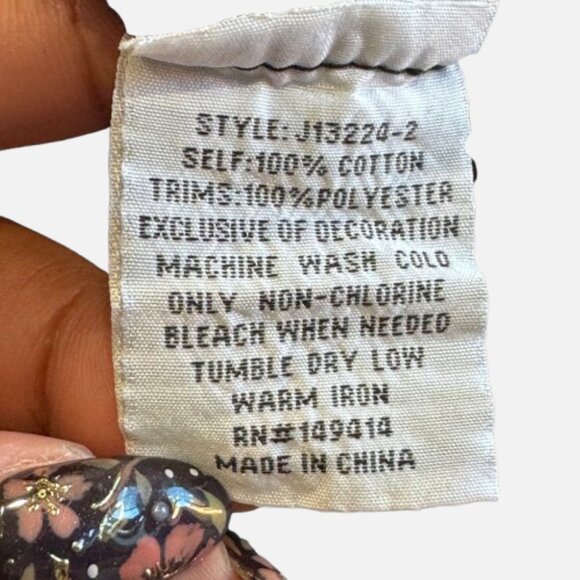 STYLE: J13224-2
SELF:100% COTTON
TRIMS:100%POLYESTER
EXCLUSIVE OF DECORATION
MACHINE WASH COLD
ONLY NON-CHLORINE
BLEACH WHEN NEEDED
TUMBLE DRY LOW
WARM IRON
RN#149414
MADE IN CHINA